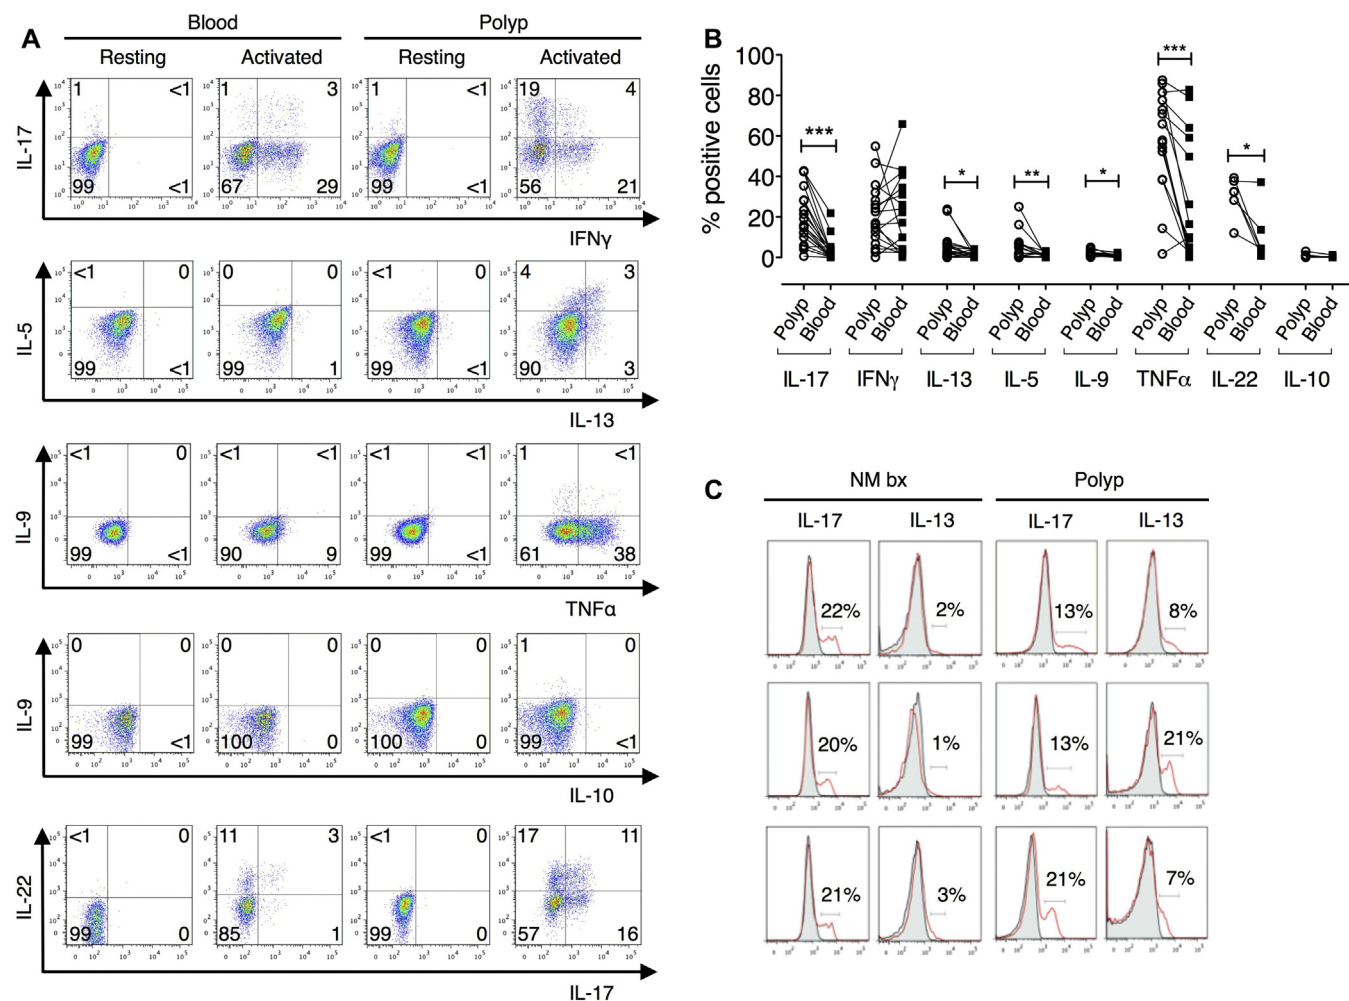 A
Blood Polyp
Resting Activated Resting Activated
IL-17
1 <1 1 3 1 <1 19 4
99 <1 67 29 99 <1 56 21
IFNγ
IL-5
<1 0 0 0 <1 0 4 3
99 <1 99 1 99 <1 90 3
IL-13
IL-9
<1 0 <1 <1 <1 <1 1 <1
99 <1 90 9 99 <1 61 38
TNFα
IL-9
0 0 0 0 0 0 1 0
99 <1 100 0 100 0 99 <1
IL-10
IL-22
<1 0 11 3 <1 0 17 11
99 0 85 1 99 0 57 16
IL-17
B
% positive cells
100
80
60
40
20
0
*** * ** * *** *
Polyp Blood Polyp Blood Polyp Blood Polyp Blood Polyp Blood Polyp Blood Polyp Blood Polyp Blood
IL-17 IFNγ IL-13 IL-5 IL-9 TNFα IL-22 IL-10
C
NM bx Polyp
IL-17 IL-13 IL-17 IL-13
22% 2% 13% 8%
20% 1% 13% 21%
21% 3% 21% 7%